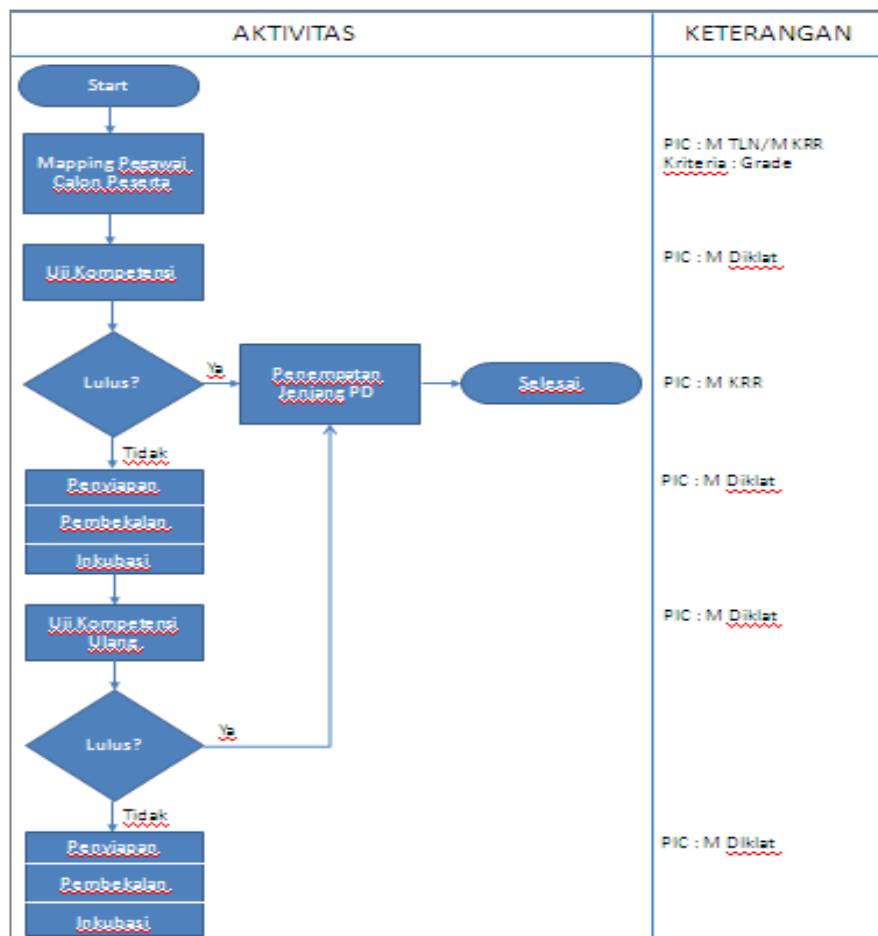 AKTIVITAS
KETERANGAN
Start
Mapping Pegawai
Calon Peserta
PIC : M TLN/M KRR
Kriteria : Grade
Uji Kompetensi
PIC : M Diklat
Lulus?
Ya
Penempatan
Jenjang PD
Selesai
PIC : M KRR
Tidak
Penyiapan
PIC : M Diklat
Pembekalan
Inkubasi
Uji Kompetensi
Ulang
PIC : M Diklat
Lulus?
Ya
Tidak
Penyiapan
PIC : M Diklat
Pembekalan
Inkubasi